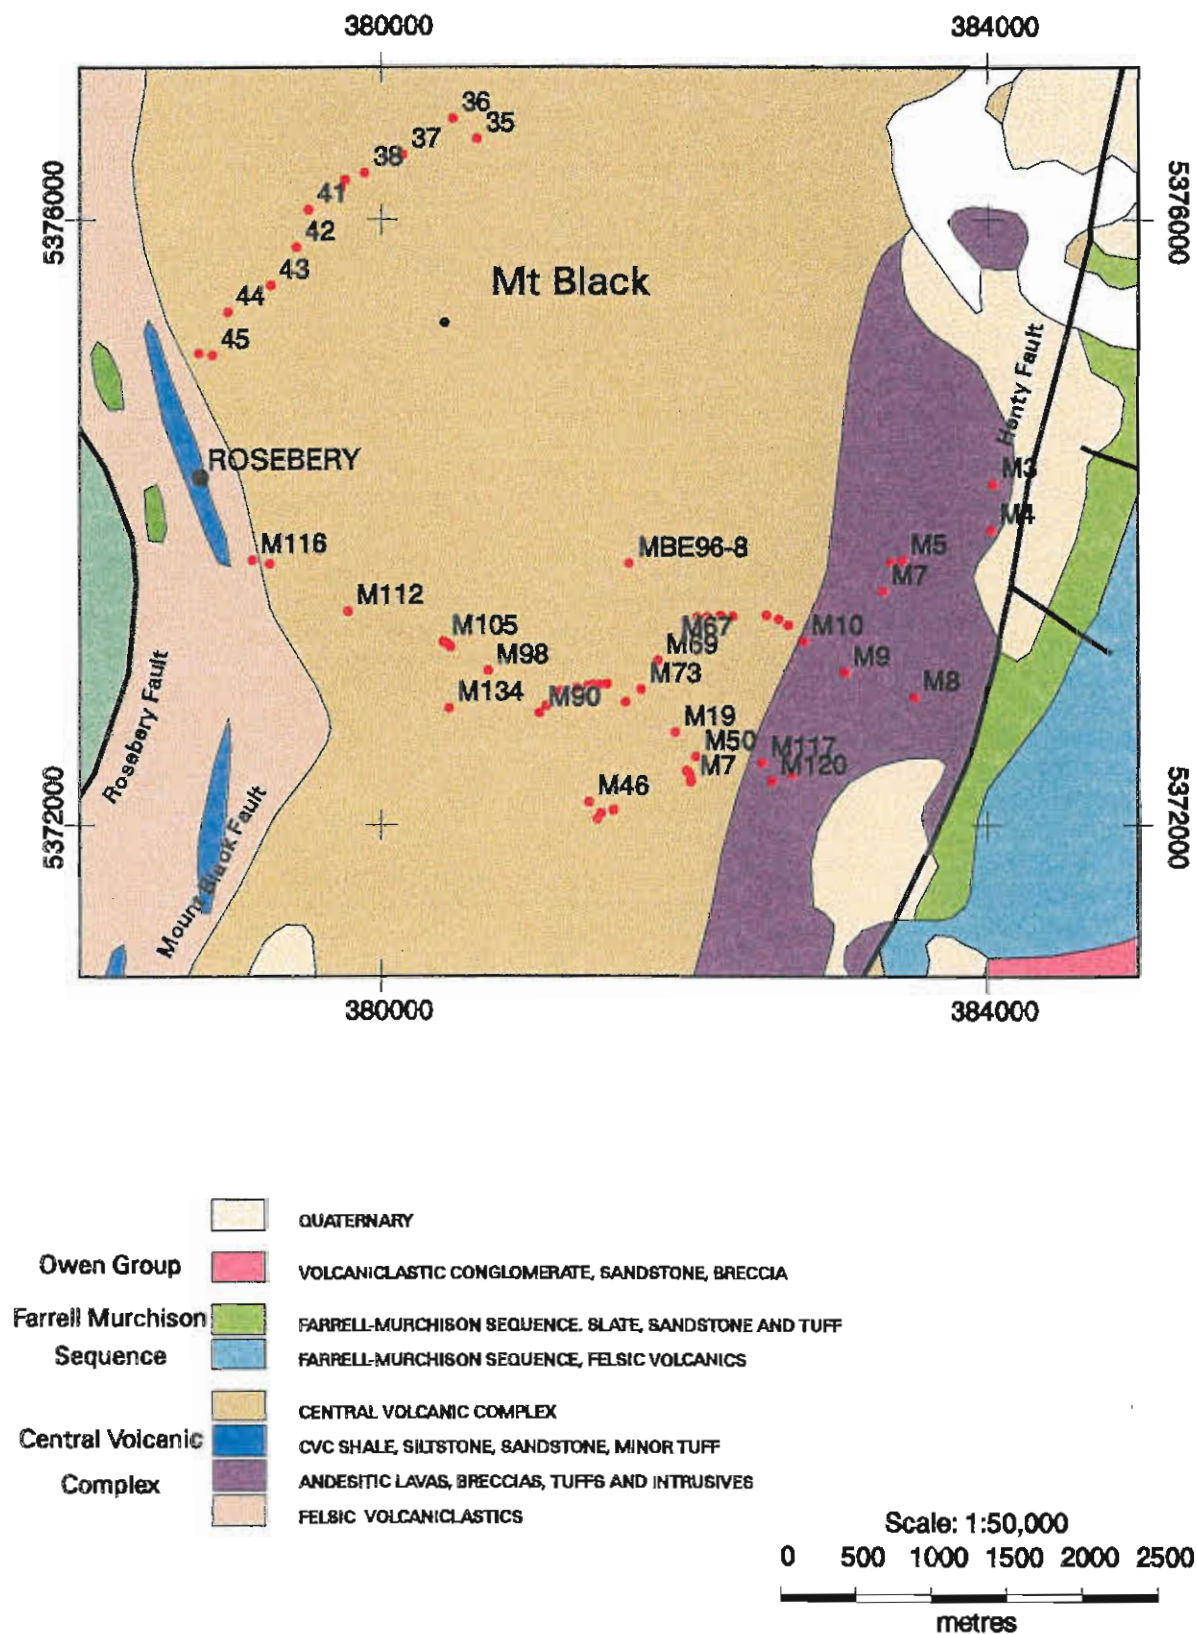 380000 384000
36
35
37
38
41
5376000
5376000
42
43
Mt Black
44
45
Henty Fault
ROSEBERY
M3
M4
M116
MBE96-8
M5
M7
M112
M105
M67
M10
M69
M98
M9
M73
M134
M90
M8
Rosebery Fault
M19
M50
M117
M7
M120
M46
5372000
5372000
Mount Black Fault
380000 384000
QUATERNARY
Owen Group
VOLCANICLASTIC CONGLOMERATE, SANDSTONE, BRECCIA
Farrell Murchison
Sequence
FARRELL-MURCHISON SEQUENCE. SLATE, SANDSTONE AND TUFF
FARRELL-MURCHISON SEQUENCE, FELSIC VOLCANICS
CENTRAL VOLCANIC COMPLEX
Central Volcanic
Complex
CVC SHALE, SILTSTONE, SANDSTONE, MINOR TUFF
ANDESITIC LAVAS, BRECCIAS, TUFFS AND INTRUSIVES
FELSIC VOLCANICLASTICS
Scale: 1:50,000
0 500 1000 1500 2000 2500
metres